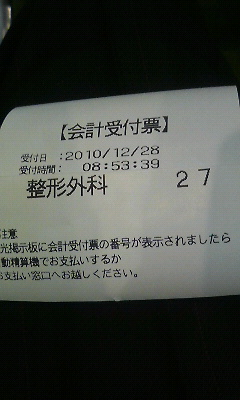 【会計受付票】
受付日 :2010/12/28
受付時間: 08:53:39
整形外科 27
注意
光掲示板に会計受付票の番号が表示されましたら
動精算機でお支払いするか
お支払い窓口へお越しください。